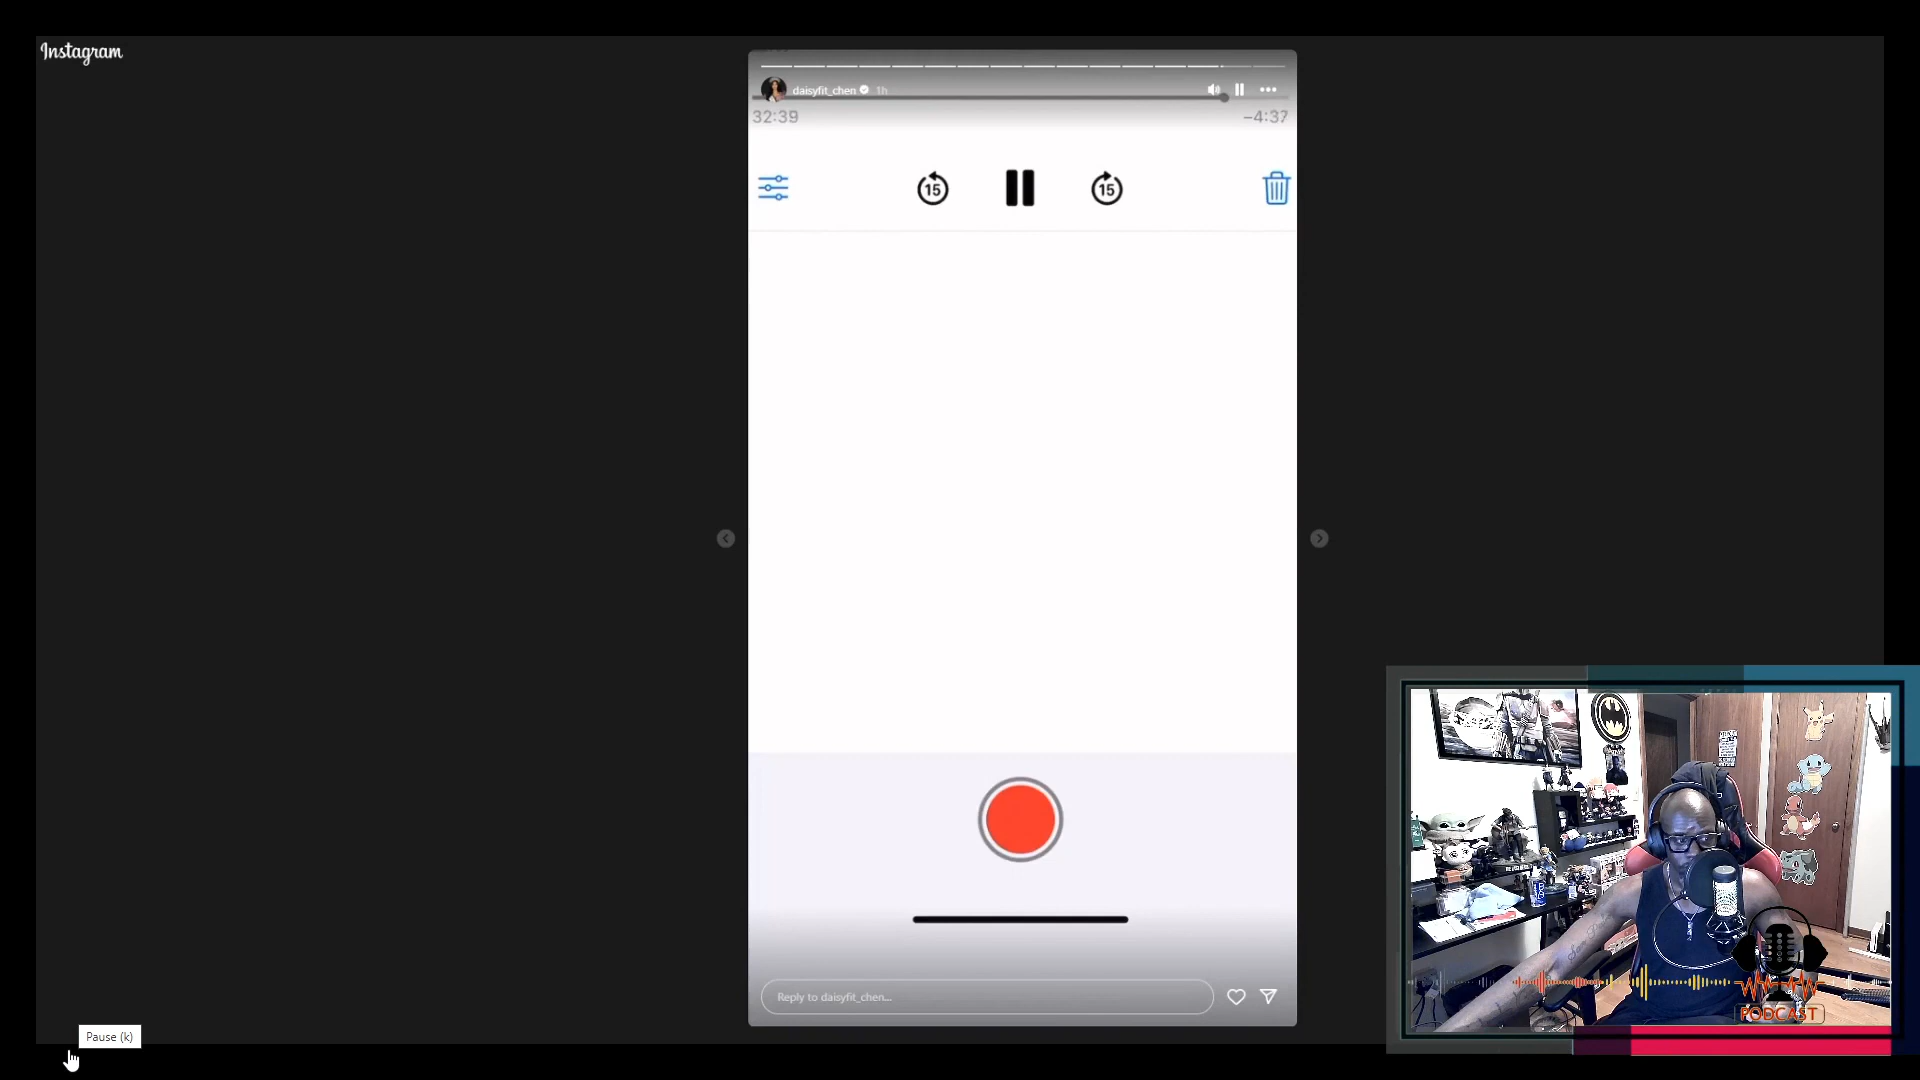 Instagram
daisyfit_chen 1h
32:39 −4:37
15 15
Reply to daisyfit_chen...
Pause (k)
PODCAST